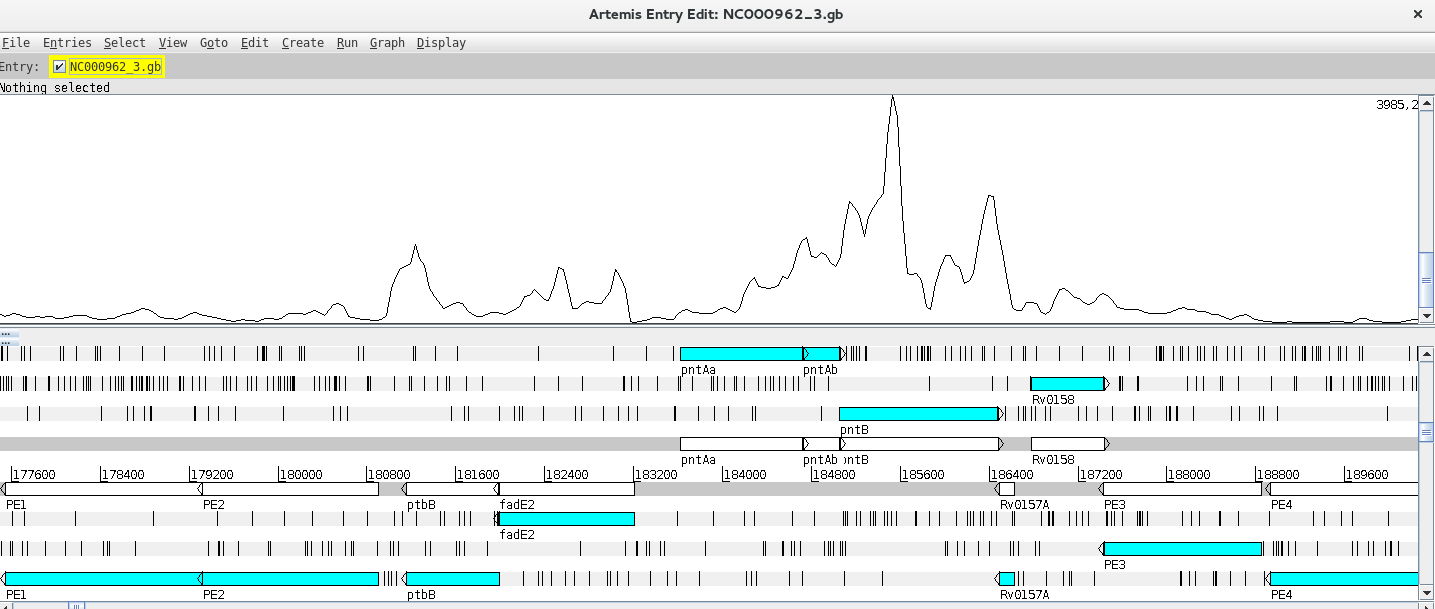 Artemis Entry Edit: NC000962_3.gb ×
File Entries Select View Goto Edit Create Run Graph Display
Entry: NC000962_3.gb
Nothing selected
3985,2
pntAa pntAb
Rv0158
pntB
pntAa pntAb ntB Rv0158
177600 178400 179200 180000 180800 181600 182400 183200 184000 184800 185600 186400 187200 188000 188800 189600
PE1 PE2 ptbB fadE2 Rv0157A PE3 PE4
fadE2
PE3
PE1 PE2 ptbB Rv0157A PE4